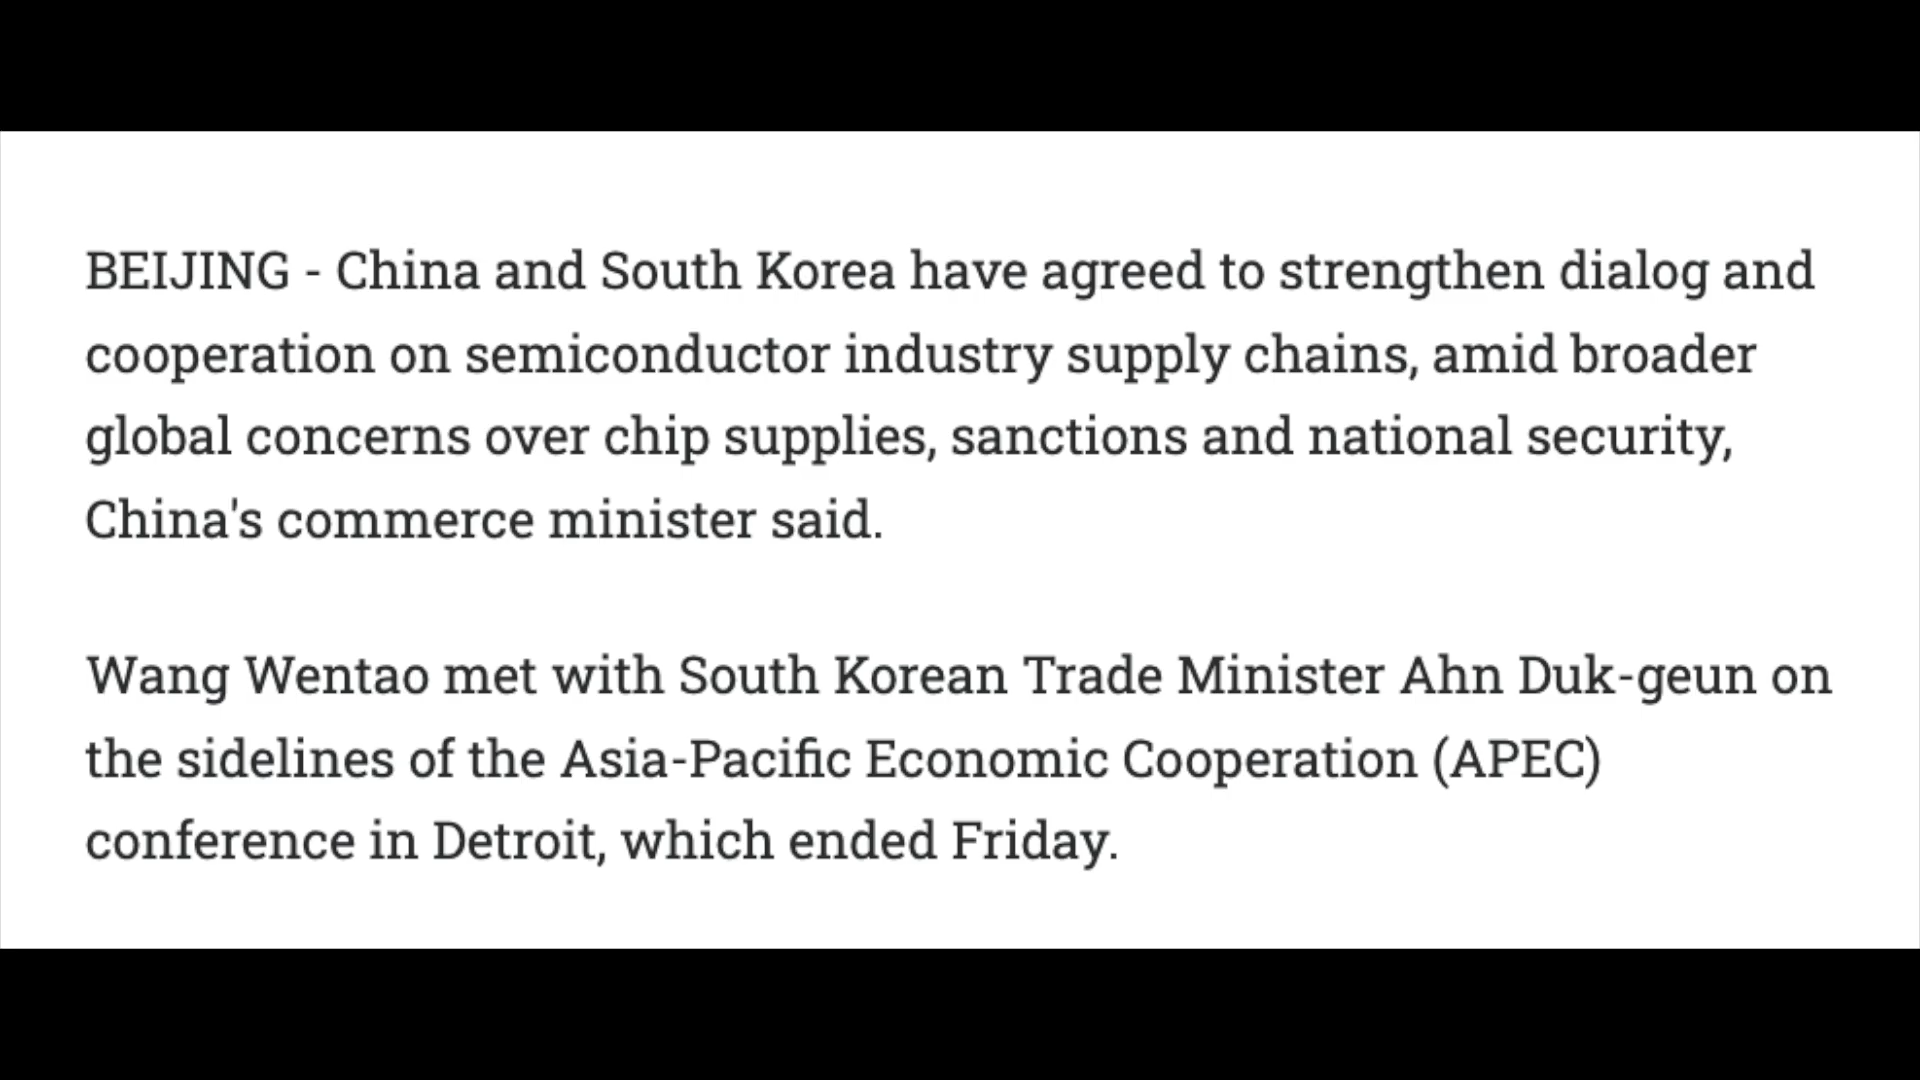 BEIJING - China and South Korea have agreed to strengthen dialog and
cooperation on semiconductor industry supply chains, amid broader
global concerns over chip supplies, sanctions and national security,
China's commerce minister said.
Wang Wentao met with South Korean Trade Minister Ahn Duk-geun on
the sidelines of the Asia-Pacific Economic Cooperation (APEC)
conference in Detroit, which ended Friday.